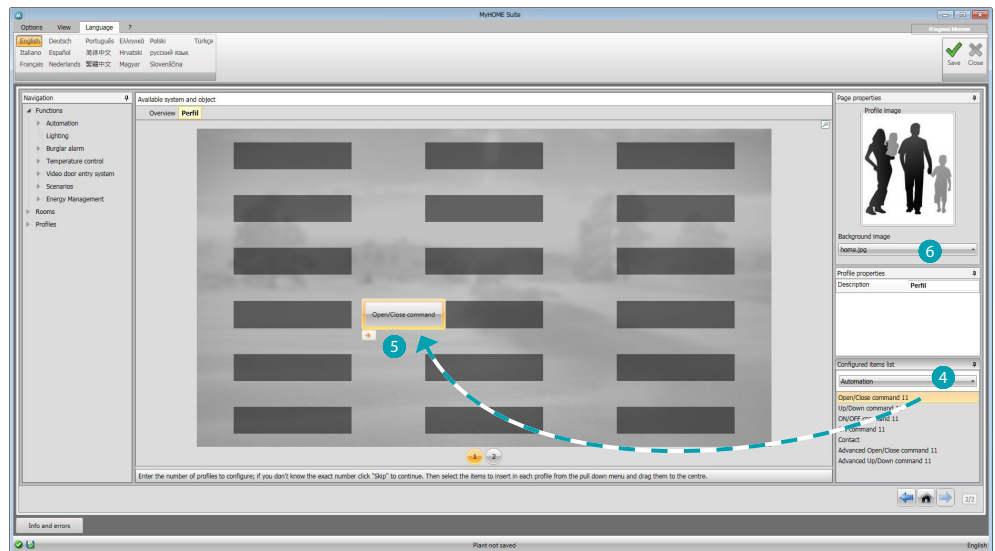 MyHOME Suite
Options View Language ?
English Deutsch Português Ελληνικά Polski Türkçe
Italiano Español 简体中文 Hrvatski русский язык
Français Nederlands 繁體中文 Magyar Slovenščina
Save Close
Navigation
Functions
Automation
Lighting
Burglar alarm
Temperature control
Video door entry system
Scenarios
Energy Management
Rooms
Profiles
Available system and object
Overview Perfil
Open/Close command
5
1 2
Enter the number of profiles to configure; if you don't know the exact number click "Skip" to continue. Then select the items to insert in each profile from the pull down menu and drag them to the centre.
Page properties
Profile image
Background image
home.jpg
6
Profile properties
Description Perfil
Configured items list
4
Automation
Open/Close command 11
Up/Down command
ON/OFF command 11
command 11
Contact
Advanced Open/Close command 11
Advanced Up/Down command 11
2/2
Info and errors
Plant not saved
English